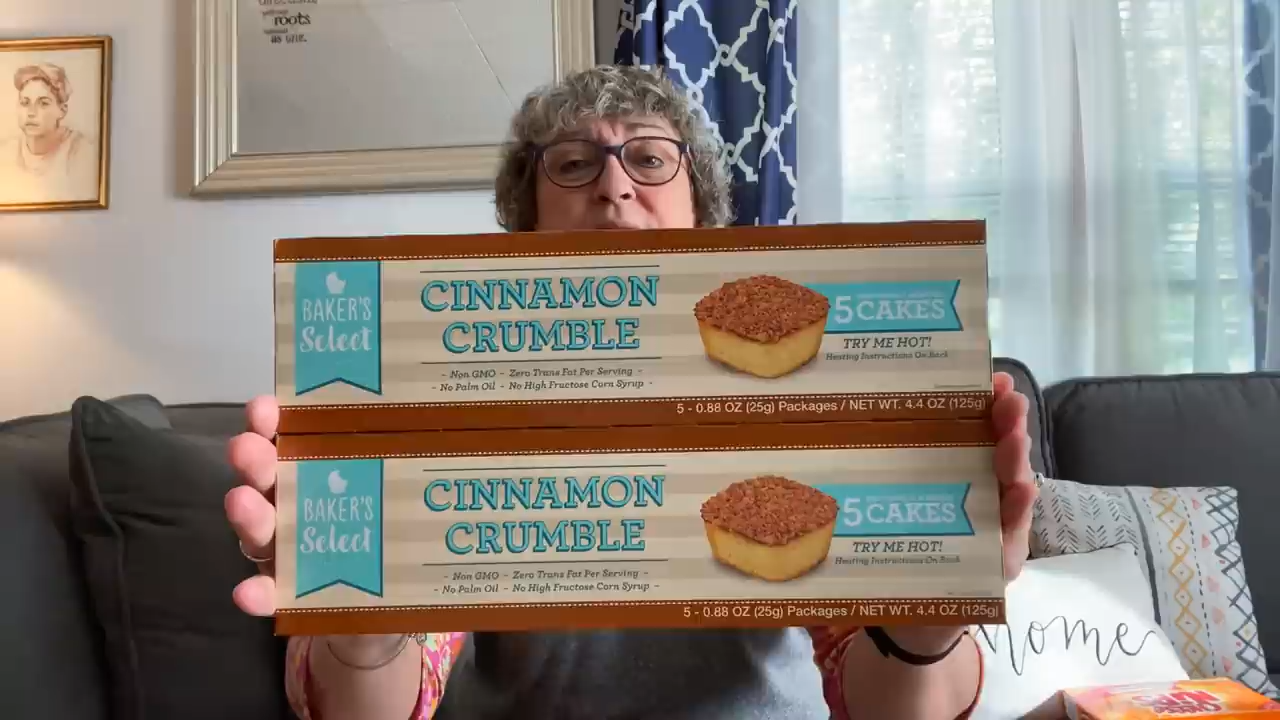 roots
as one.
BAKER'S
Select
CINNAMON
CRUMBLE
- Non GMO - Zero Trans Fat Per Serving -
- No Palm Oil - No High Fructose Corn Syrup -
5 CAKES
TRY ME HOT!
Heating Instructions On Back
5 - 0.88 OZ (25g) Packages / NET WT. 4.4 OZ (125g)
BAKER'S
Select
CINNAMON
CRUMBLE
- Non GMO - Zero Trans Fat Per Serving -
- No Palm Oil - No High Fructose Corn Syrup -
5 CAKES
TRY ME HOT!
Heating Instructions On Back
5 - 0.88 OZ (25g) Packages / NET WT. 4.4 OZ (125g)
home